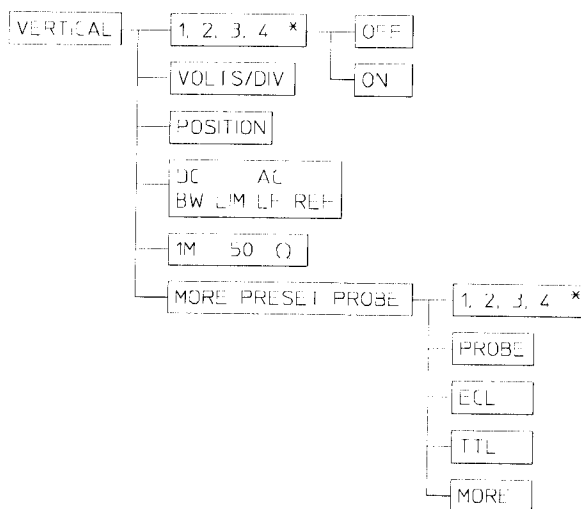 VERTICAL
1, 2, 3, 4 *
OFF
ON
VOLTS/DIV
POSITION
DC AC
BW LIM LF REF
1M 50 Ω
MORE PRESET PROBE
1, 2, 3, 4 *
PROBE
ECL
TTL
MORE